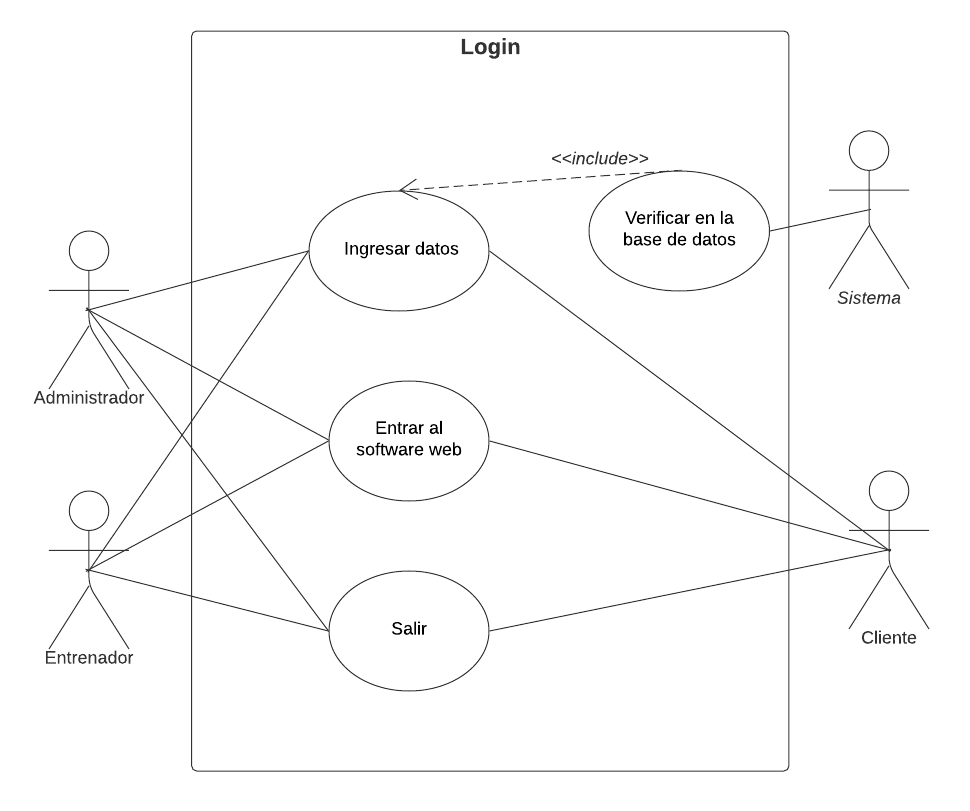 Login
<<include>>
Verificar en la
base de datos
Ingresar datos
Sistema
Administrador
Entrar al
software web
Salir
Cliente
Entrenador